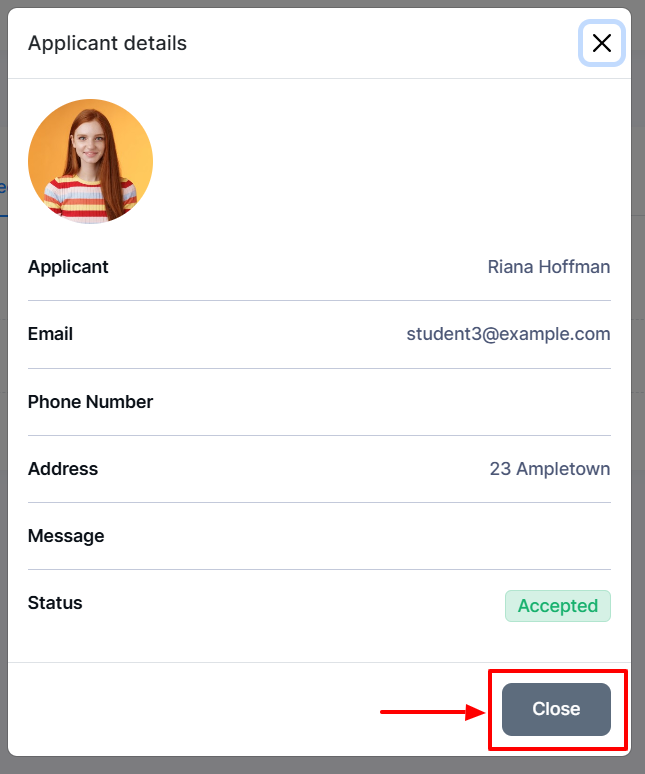 Applicant details
Applicant Riana Hoffman
Email student3@example.com
Phone Number
Address 23 Ampletown
Message
Status Accepted
Close